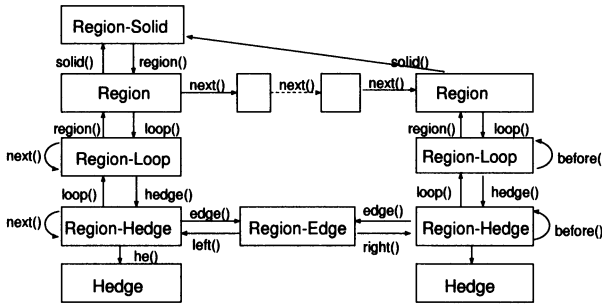 Region-Solid
solid() region() solid()
Region next() next() next() Region
region() loop() region() loop()
next() Region-Loop Region-Loop before(
loop() hedge() loop() hedge()
next() Region-Hedge edge() Region-Edge edge() Region-Hedge before()
left() right()
he()
Hedge Hedge